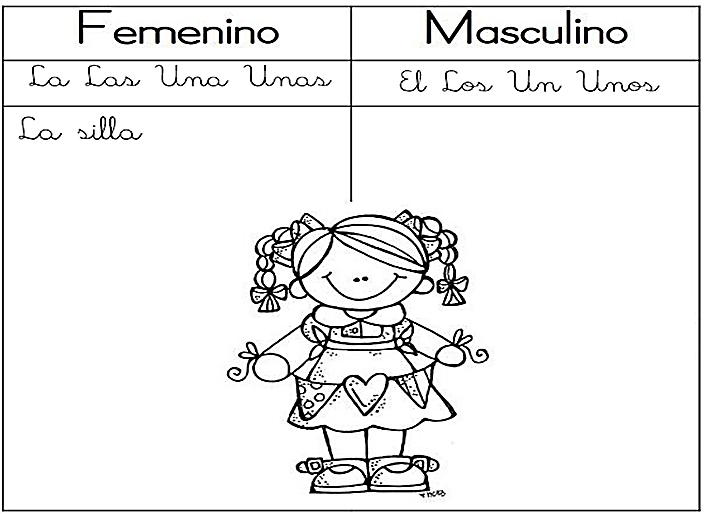 Femenino
Masculino
La Las Una Unas
El Los Un Unos
La silla